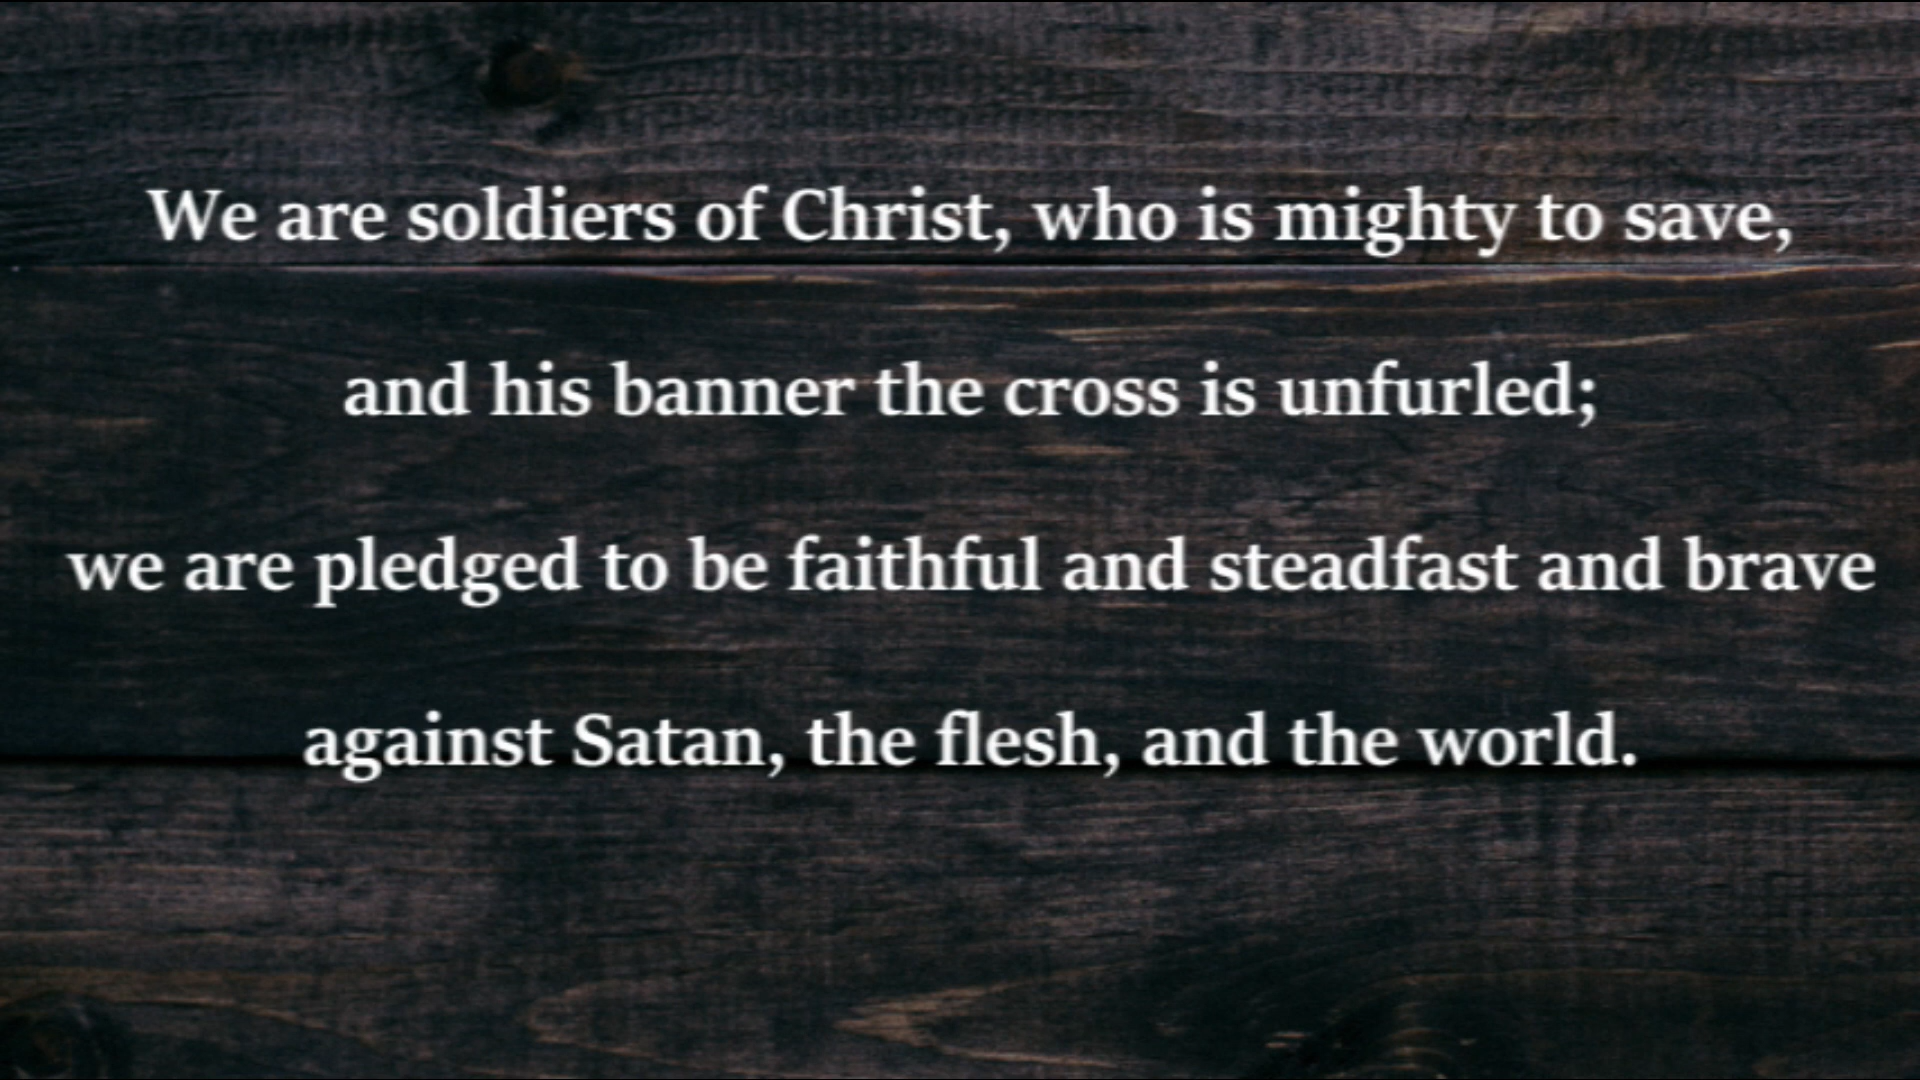 We are soldiers of Christ, who is mighty to save,
and his banner the cross is unfurled;
we are pledged to be faithful and steadfast and brave
against Satan, the flesh, and the world.